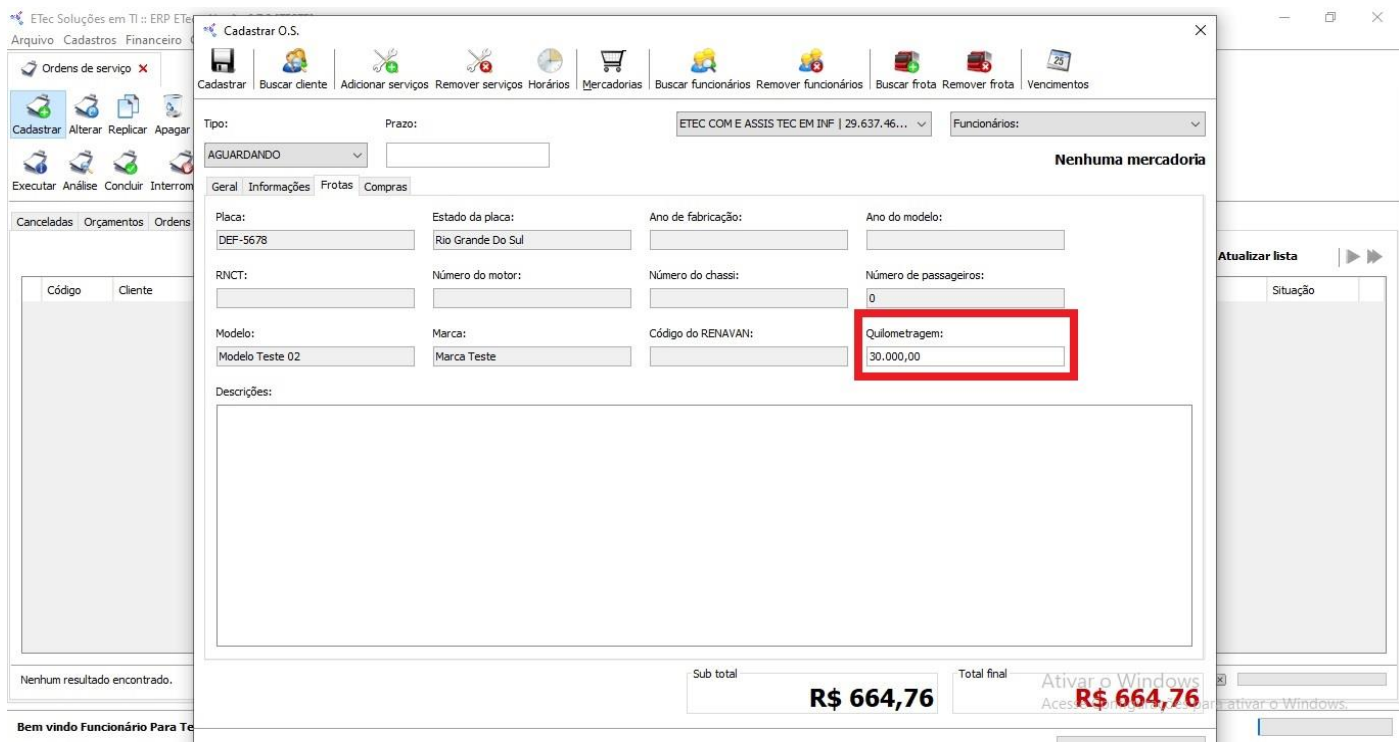 ETec Soluções em TI :: ERP ETec
Arquivo Cadastros Financeiro
Ordens de serviço
Cadastrar Alterar Replicar Apagar
Executar Análise Concluir Interrom
Canceladas Orçamentos Ordens
Código Cliente
Nenhum resultado encontrado.
Bem vindo Funcionário Para Te
Cadastrar O.S.
Cadastrar Buscar cliente Adicionar serviços Remover serviços Horários Mercadorias Buscar funcionários Remover funcionários Buscar frota Remover frota Vencimentos
Tipo: Prazo: ETEC COM E ASSIS TEC EM INF | 29.637.46... Funcionários:
AGUARDANDO
Nenhuma mercadoria
Geral Informações Frotas Compras
Placa: Estado da placa: Ano de fabricação: Ano do modelo:
DEF-5678 Rio Grande Do Sul
RNCT: Número do motor: Número do chassi: Número de passageiros:
0
Modelo: Marca: Código do RENAVAN: Quilometragem:
Modelo Teste 02 Marca Teste 30.000,00
Descrições:
Sub total Total final
R$ 664,76 R$ 664,76
Ativar o Windows
Acesse para ativar o Windows.
Atualizar lista
Situação